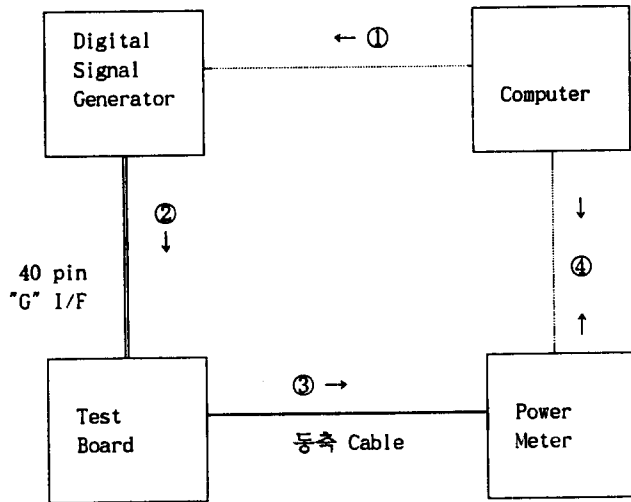 Digital
Signal
Generator
← ①
Computer
②
↓
40 pin
"G" I/F
↓
④
↑
Test
Board
③ →
동축 Cable
Power
Meter